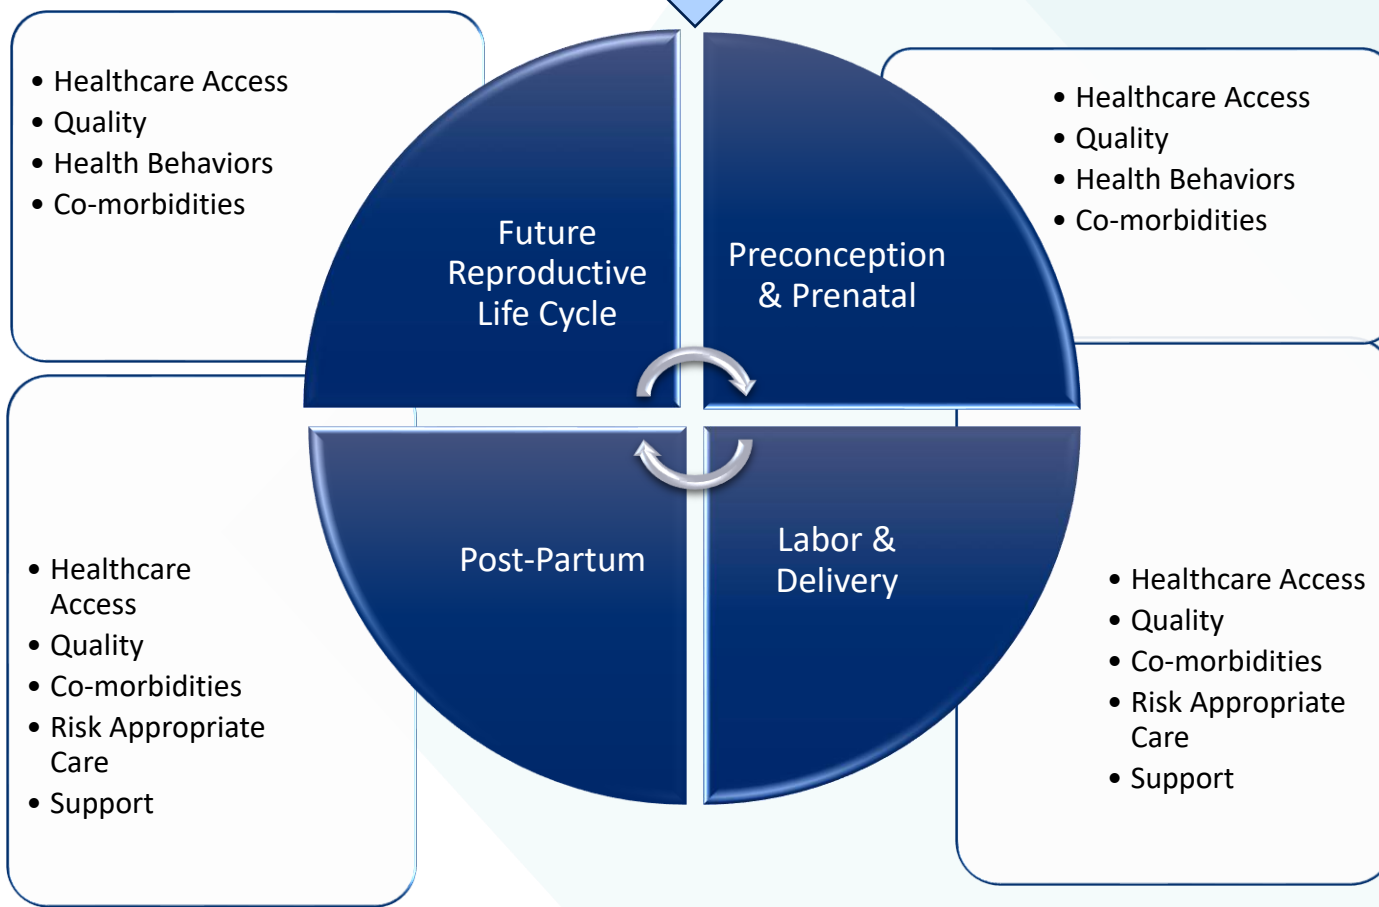 • Healthcare Access
• Quality
• Health Behaviors
• Co-morbidities
Future
Reproductive
Life Cycle
Preconception
& Prenatal
• Healthcare Access
• Quality
• Health Behaviors
• Co-morbidities
• Healthcare
Access
• Quality
• Co-morbidities
• Risk Appropriate
Care
• Support
Post-Partum
Labor &
Delivery
• Healthcare Access
• Quality
• Co-morbidities
• Risk Appropriate
Care
• Support